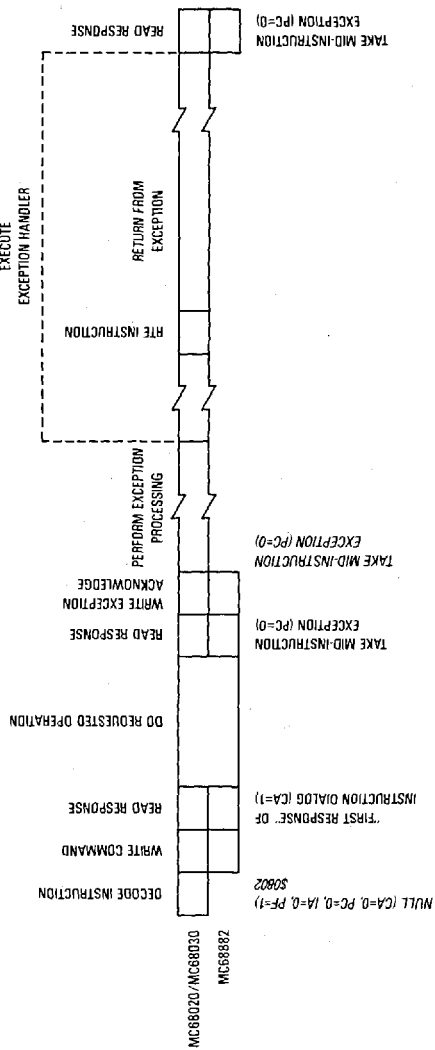 MC68020/MC68030
MC68882
DECODE INSTRUCTION
WRITE COMMAND
READ RESPONSE
DO REQUESTED OPERATION
READ RESPONSE
WRITE EXCEPTION
ACKNOWLEDGE
PERFORM EXCEPTION
PROCESSING
RTE INSTRUCTION
RETURN FROM
EXCEPTION
EXECUTE
EXCEPTION HANDLER
READ RESPONSE
NULL (CA=0, PC=0, IA=0, PF=1)
$0802
"FIRST RESPONSE" OF
INSTRUCTION DIALOG (CA=1)
TAKE MID-INSTRUCTION
EXCEPTION (PC=0)
TAKE MID-INSTRUCTION
EXCEPTION (PC=0)
TAKE MID-INSTRUCTION
EXCEPTION (PC=0)